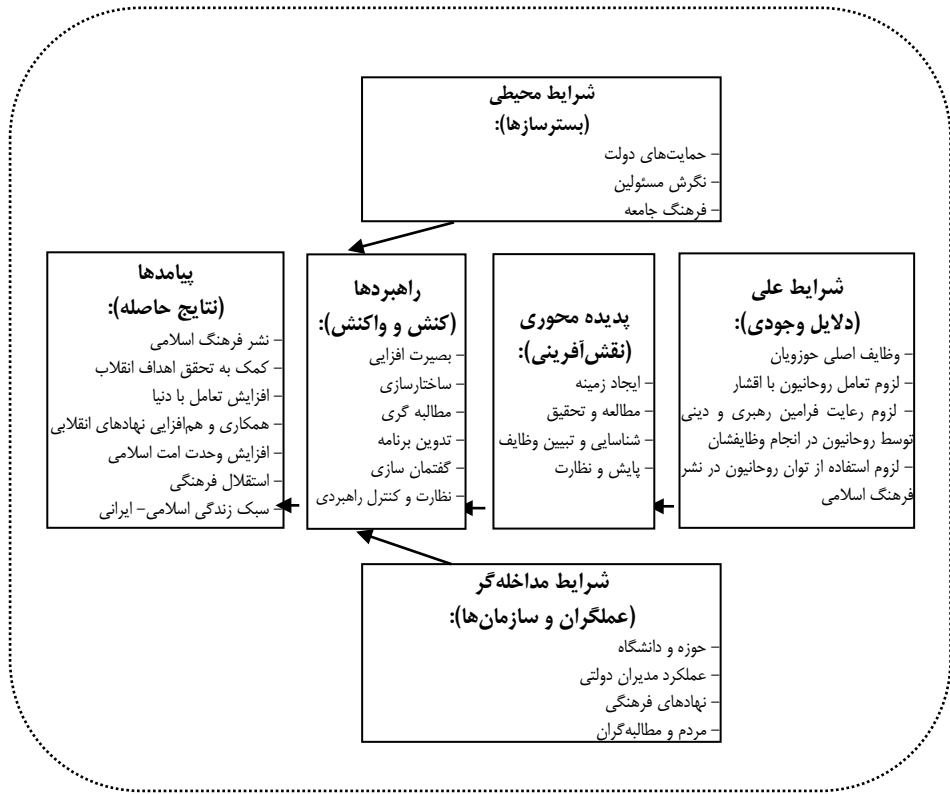 شرایط محیطی
(بسترسازها):
- حمایت‌های دولت
- نگرش مسئولین
- فرهنگ جامعه
شرایط علی
(دلایل وجودی):
- وظایف اصلی حوزویان
- لزوم تعامل روحانیون با اقشار
- لزوم رعایت فرامین رهبری و دینی
توسط روحانیون در انجام وظایفشان
- لزوم استفاده از توان روحانیون در نشر
فرهنگ اسلامی
پدیده محوری
(نقش‌آفرینی):
- ایجاد زمینه
- مطالعه و تحقیق
- شناسایی و تبیین وظایف
- پایش و نظارت
راهبردها
(کنش و واکنش):
- بصیرت افزایی
- ساختارسازی
- مطالبه گری
- تدوین برنامه
- گفتمان سازی
- نظارت و کنترل راهبردی
پیامدها
(نتایج حاصله):
- نشر فرهنگ اسلامی
- کمک به تحقق اهداف انقلاب
- افزایش تعامل با دنیا
- همکاری و هم‌افزایی نهادهای انقلابی
- افزایش وحدت امت اسلامی
- استقلال فرهنگی
- سبک زندگی اسلامی- ایرانی
شرایط مداخله‌گر
(عملگران و سازمان‌ها):
- حوزه و دانشگاه
- عملکرد مدیران دولتی
- نهادهای فرهنگی
- مردم و مطالبه‌گران